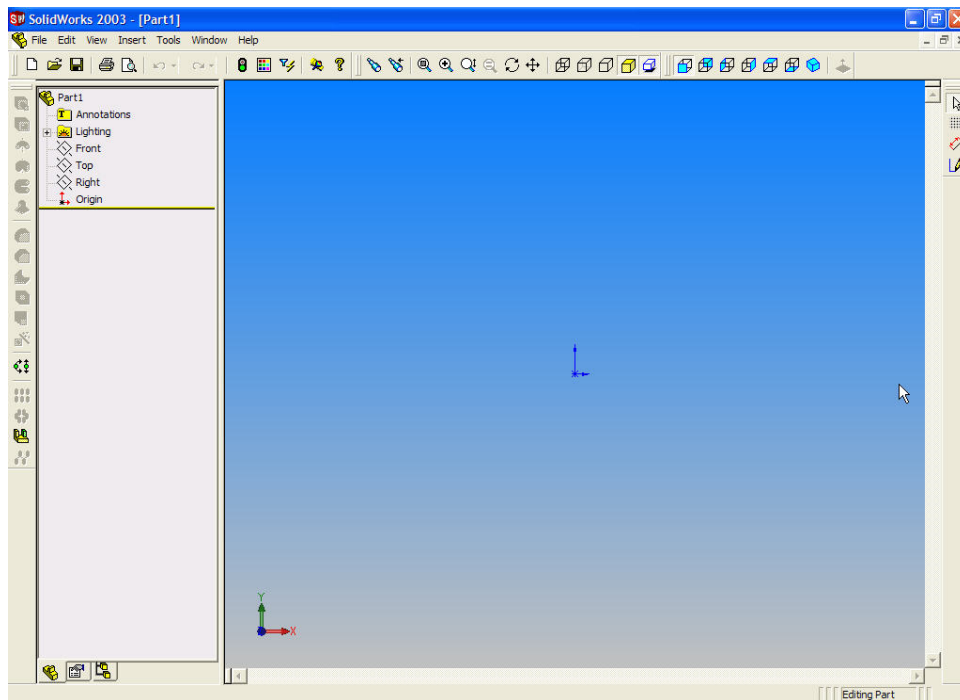 SolidWorks 2003 - [Part1]
File Edit View Insert Tools Window Help
Part1
Annotations
Lighting
Front
Top
Right
Origin
Y
X
Editing Part